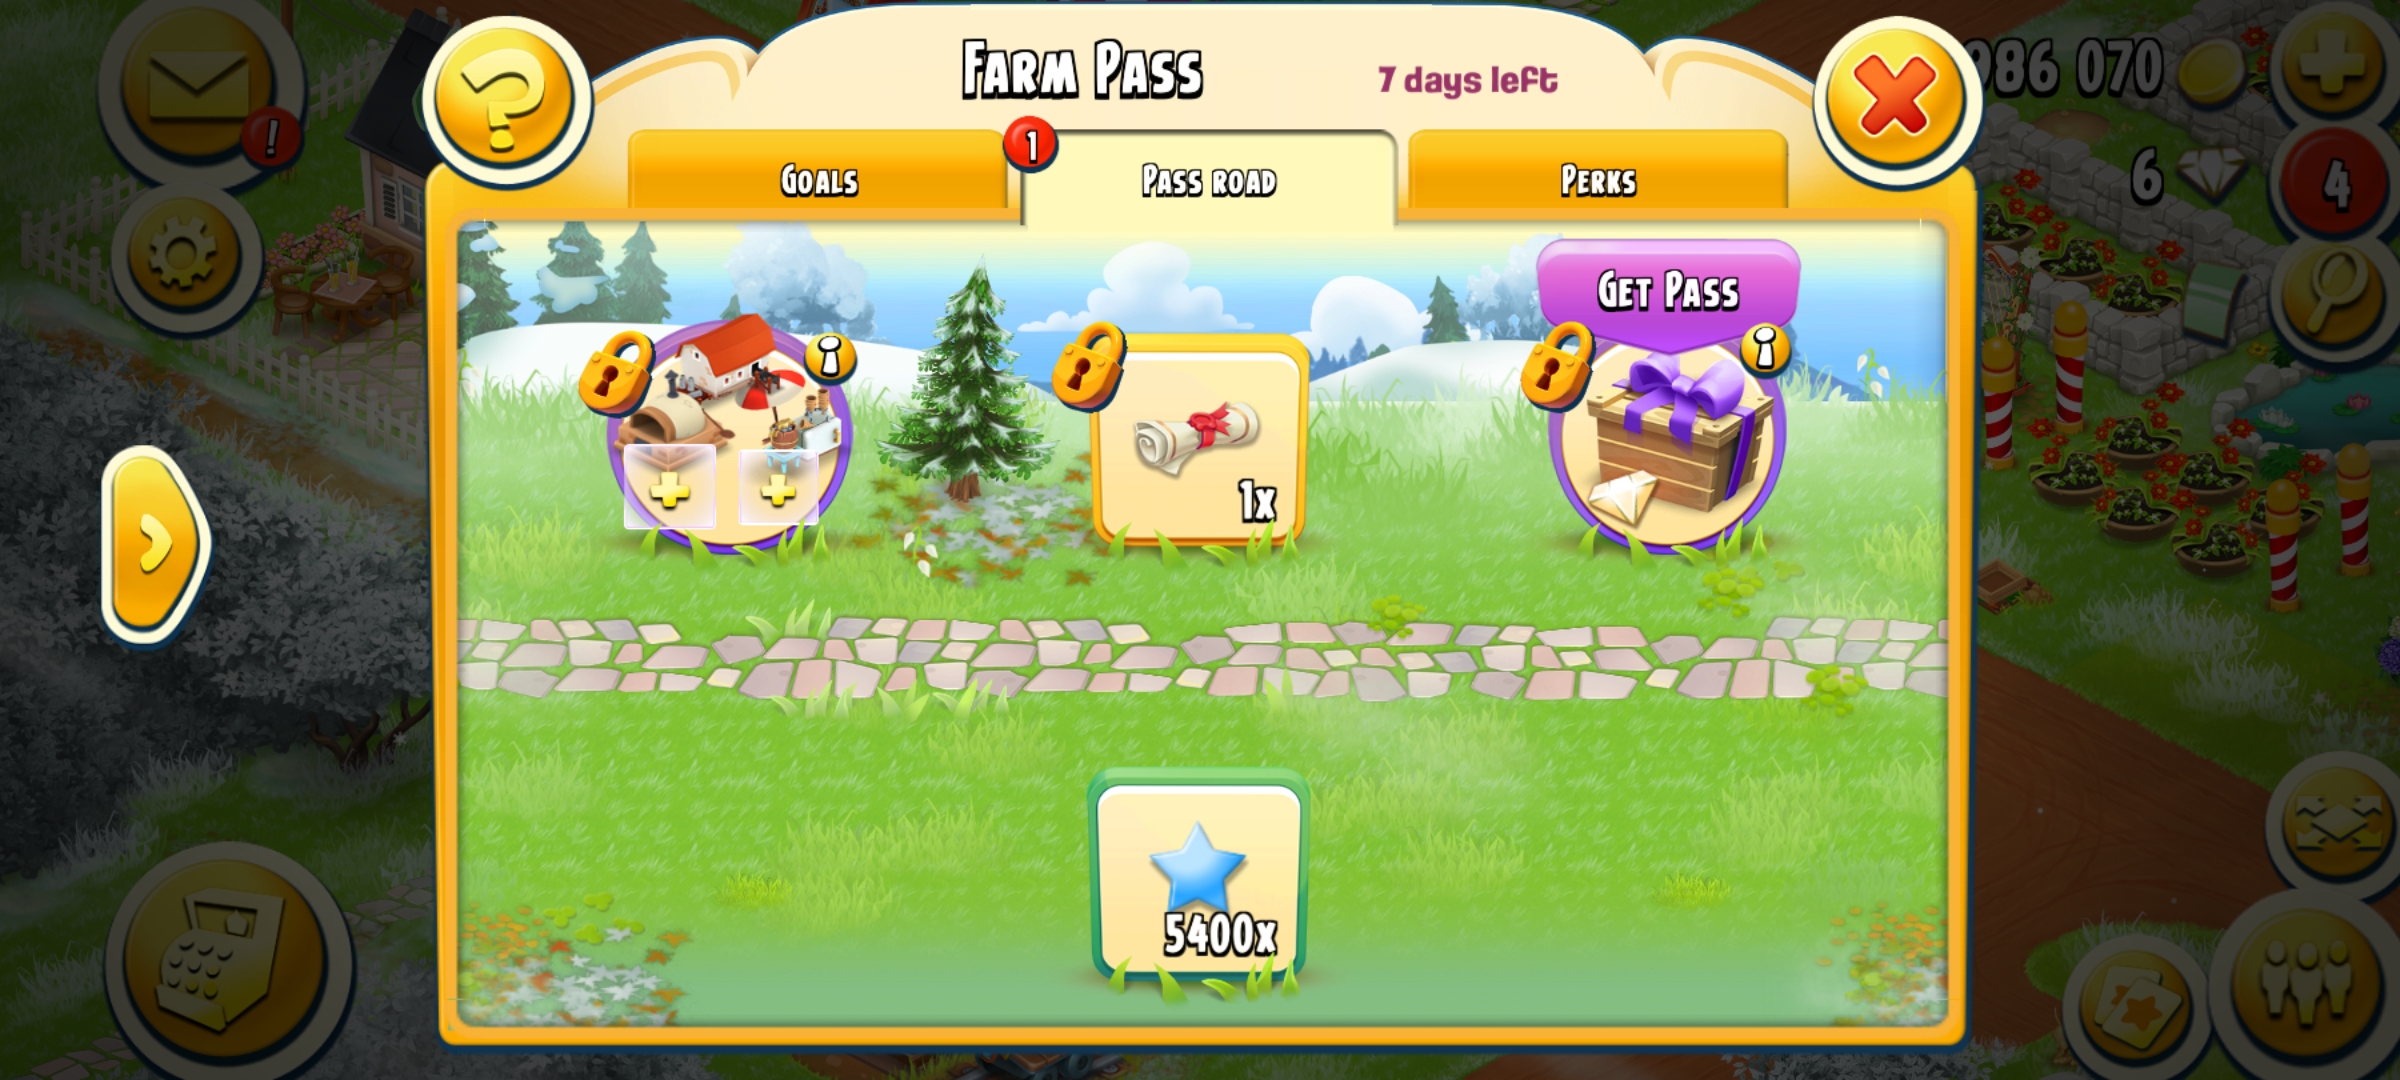 FARM PASS
7 days left
986 070
!
1
GOALS
PASS ROAD
PERKS
6
4
GET PASS
1x
5400x